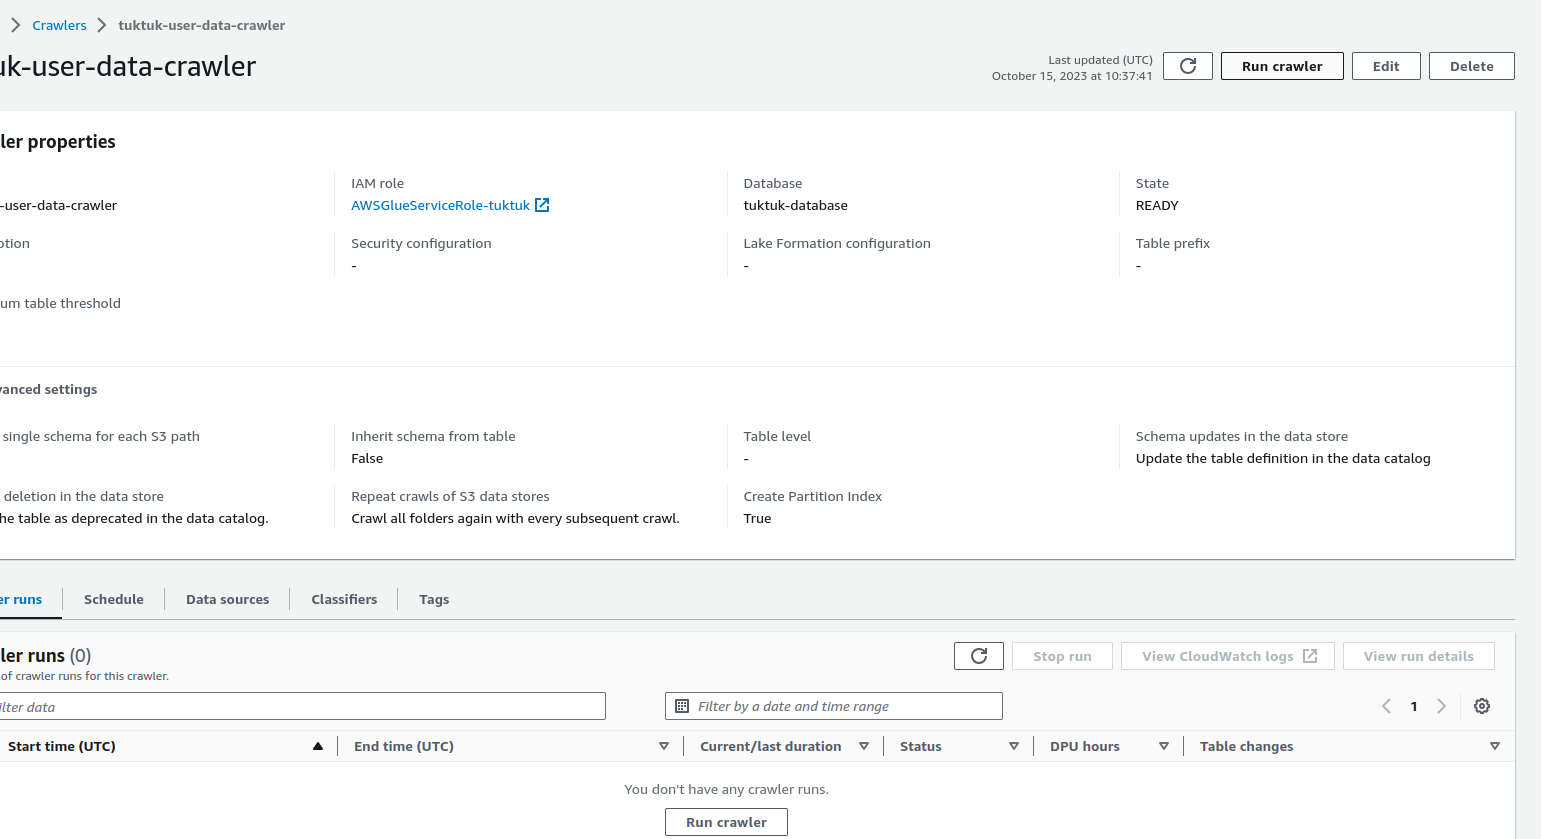 Crawlers tuktuk-user-data-crawler
uk-user-data-crawler
Last updated (UTC)
October 15, 2023 at 10:37:41
Run crawler Edit Delete
ler properties
-user-data-crawler
IAM role
AWSGlueServiceRole-tuktuk
Database
tuktuk-database
State
READY
otion
Security configuration
-
Lake Formation configuration
-
Table prefix
-
um table threshold
vanced settings
single schema for each S3 path
Inherit schema from table
False
Table level
-
Schema updates in the data store
Update the table definition in the data catalog
deletion in the data store
he table as deprecated in the data catalog.
Repeat crawls of S3 data stores
Crawl all folders again with every subsequent crawl.
Create Partition Index
True
er runs Schedule Data sources Classifiers Tags
ler runs (0)
of crawler runs for this crawler.
Stop run View CloudWatch logs View run details
ilter data
Filter by a date and time range
1
Start time (UTC) End time (UTC) Current/last duration Status DPU hours Table changes
You don't have any crawler runs.
Run crawler